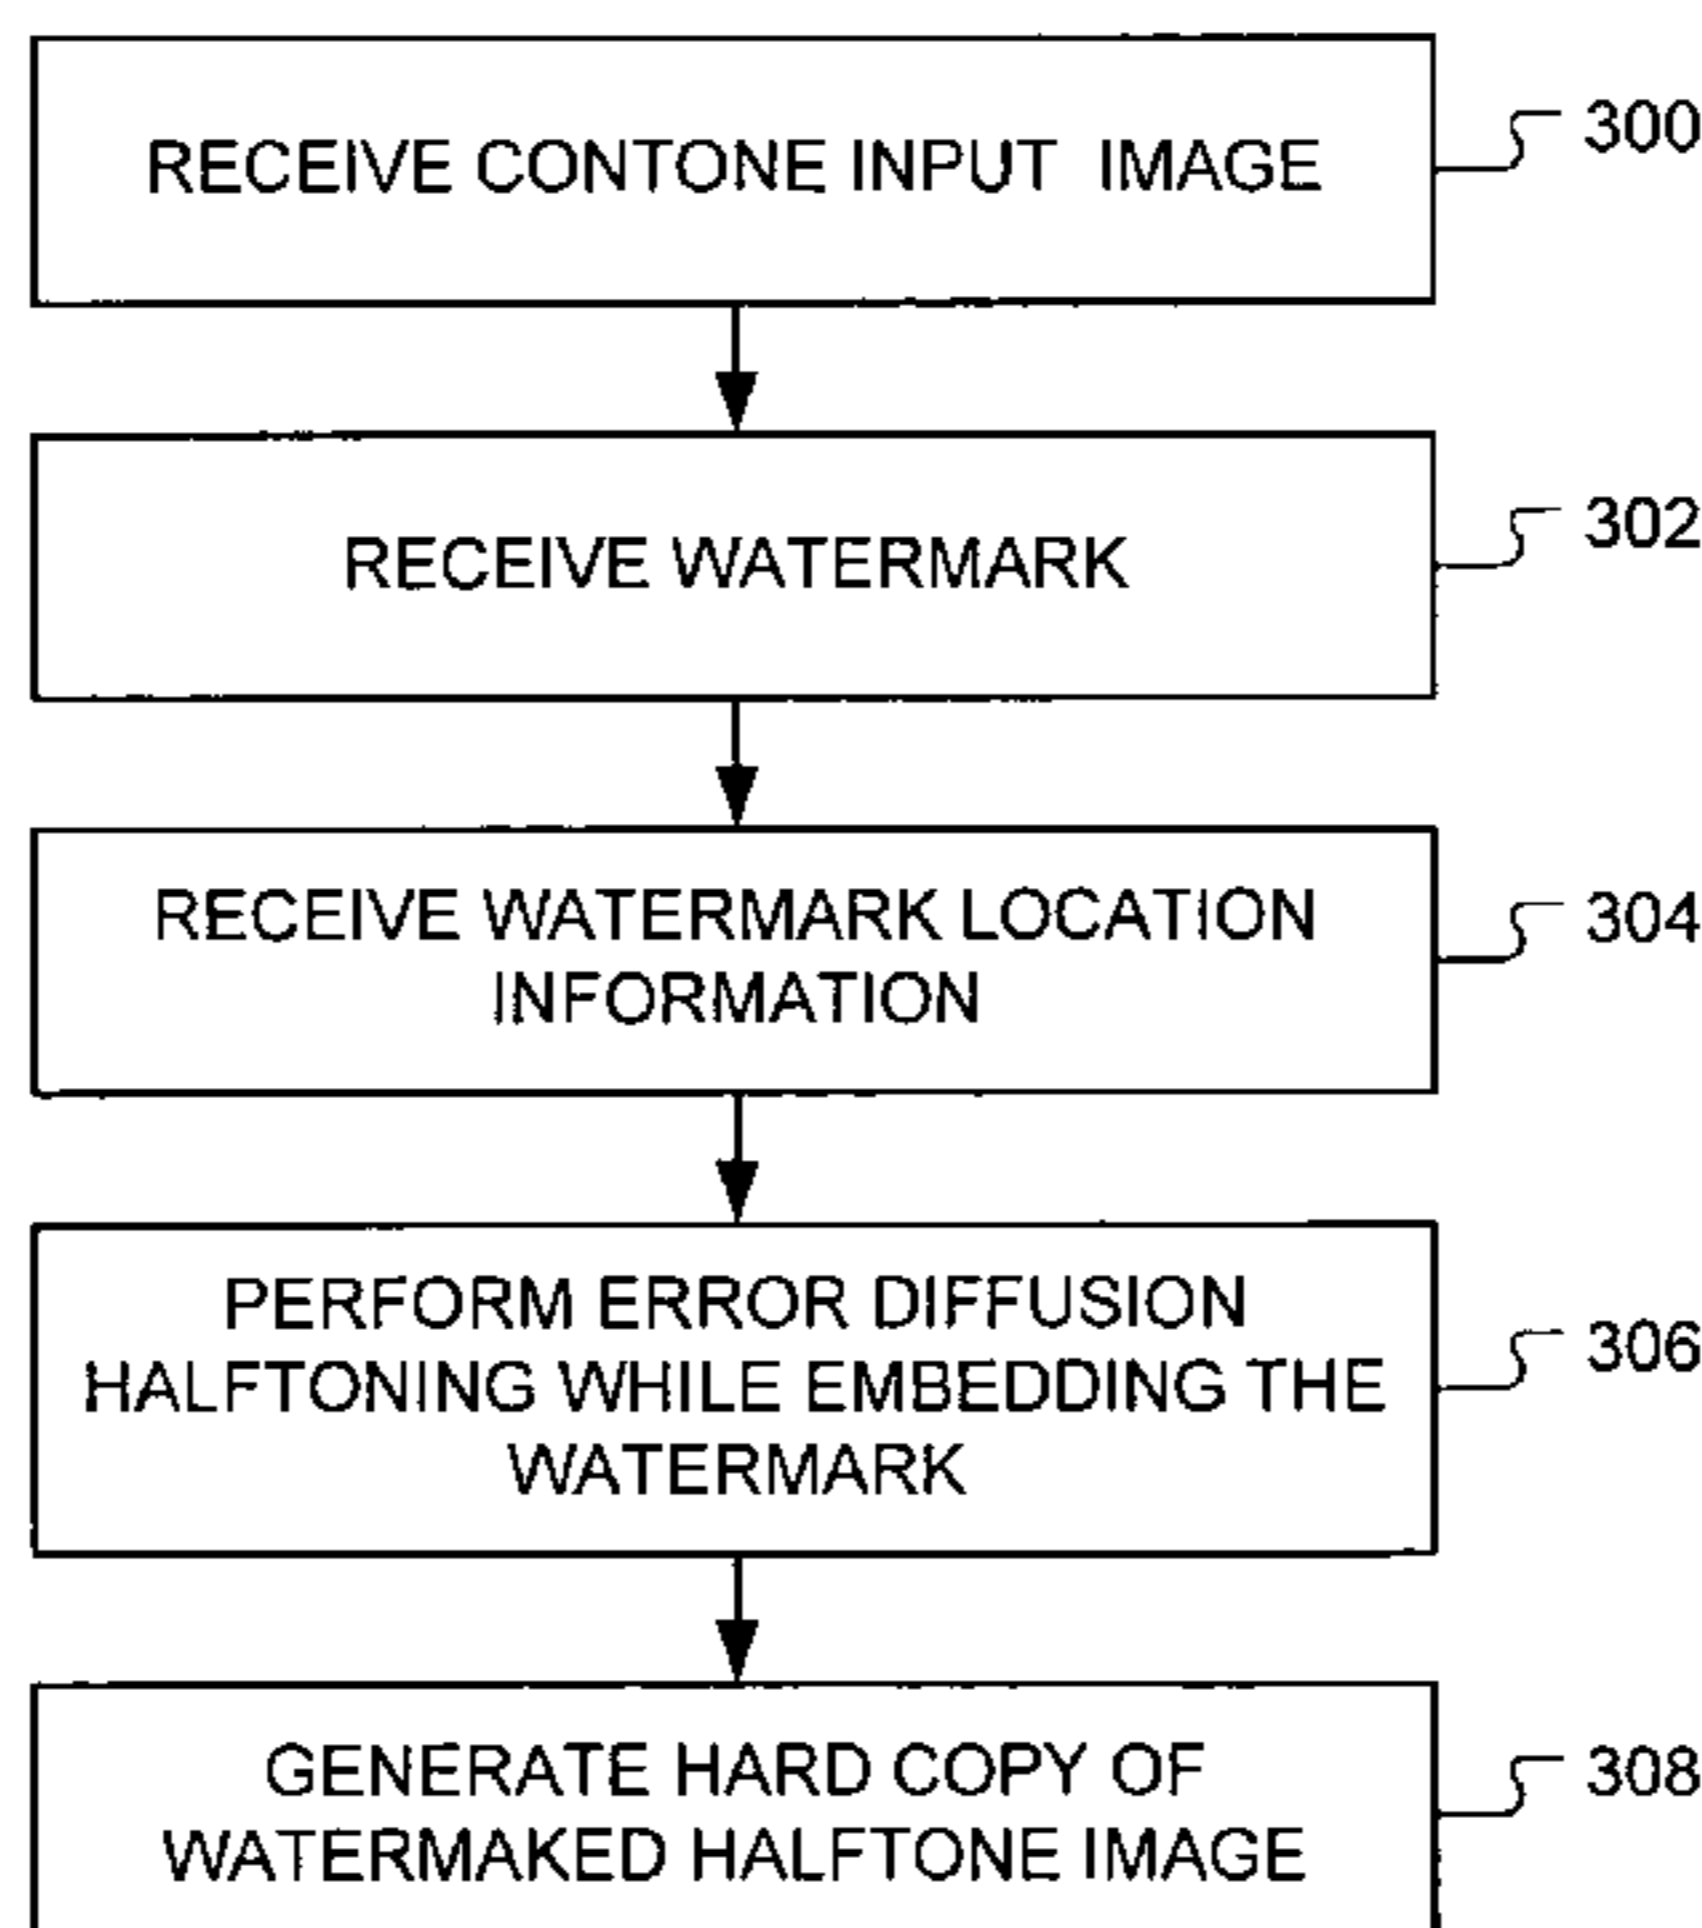 RECEIVE CONTONE INPUT IMAGE
300
RECEIVE WATERMARK
302
RECEIVE WATERMARK LOCATION
INFORMATION
304
PERFORM ERROR DIFFUSION
HALFTONING WHILE EMBEDDING THE
WATERMARK
306
GENERATE HARD COPY OF
WATERMAKED HALFTONE IMAGE
308